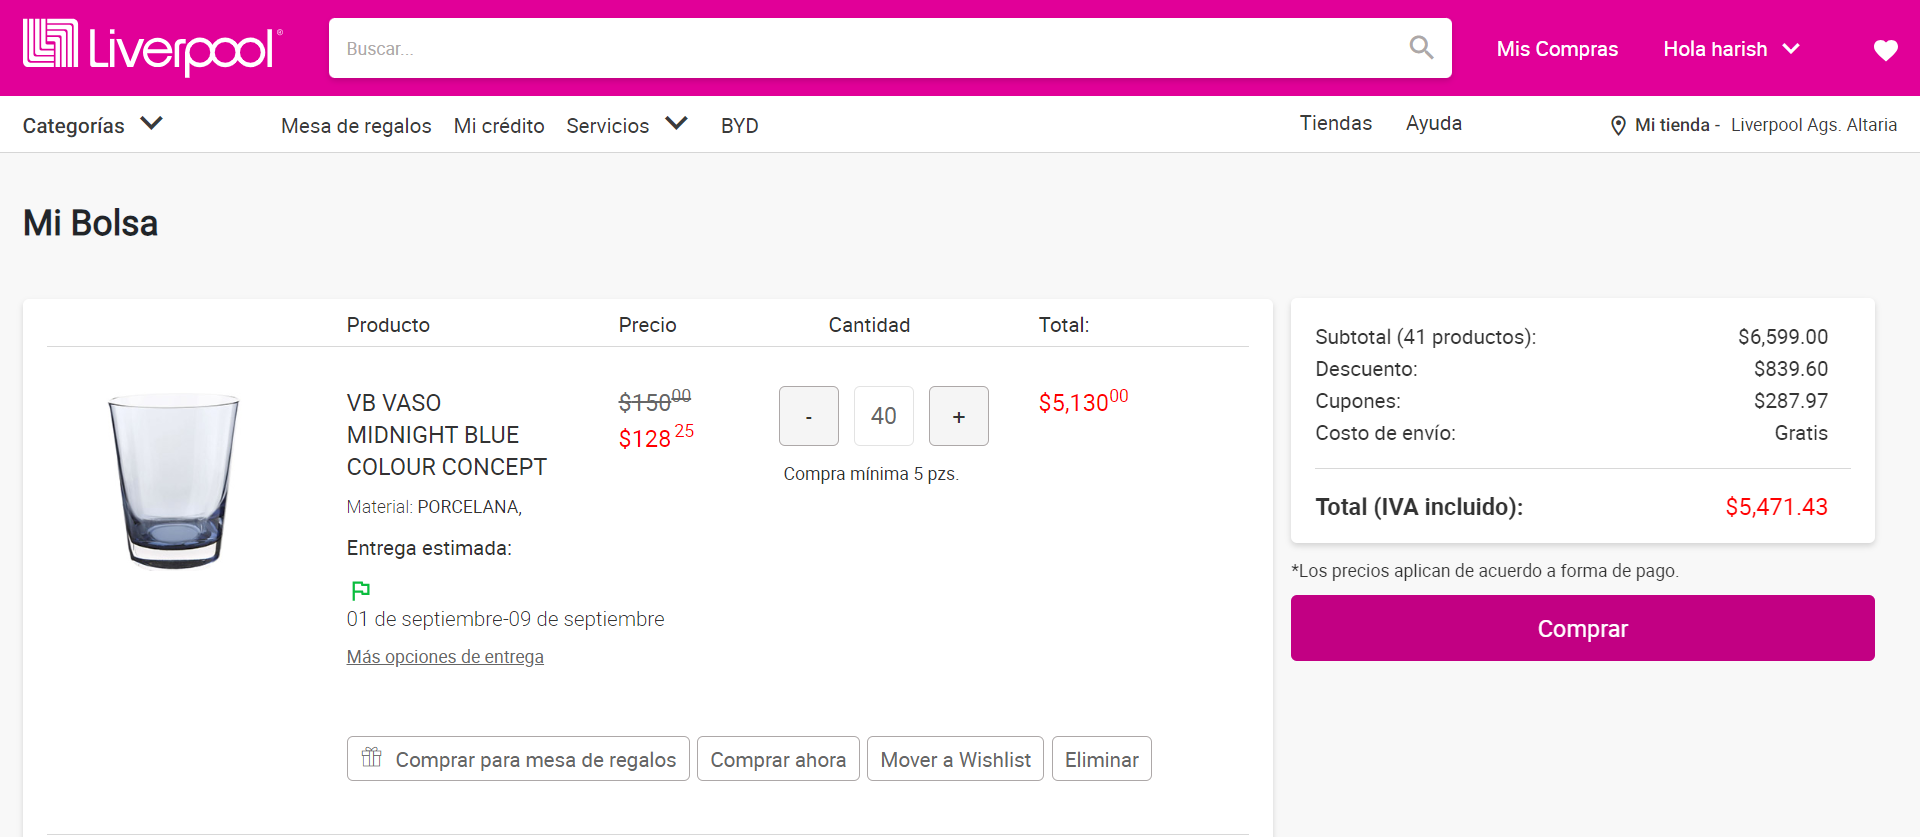 Liverpool®
Buscar...
Mis Compras
Hola harish
Categorías
Mesa de regalos
Mi crédito
Servicios
BYD
Tiendas
Ayuda
Mi tienda - Liverpool Ags. Altaria
Mi Bolsa
Producto
Precio
Cantidad
Total:
VB VASO
MIDNIGHT BLUE
COLOUR CONCEPT
Material: PORCELANA,
$150 00
$128 25
- 40 +
Compra mínima 5 pzs.
$5,130 00
Entrega estimada:
01 de septiembre-09 de septiembre
Más opciones de entrega
Comprar para mesa de regalos
Comprar ahora
Mover a Wishlist
Eliminar
Subtotal (41 productos): $6,599.00
Descuento: $839.60
Cupones: $287.97
Costo de envío: Gratis
Total (IVA incluido): $5,471.43
*Los precios aplican de acuerdo a forma de pago.
Comprar